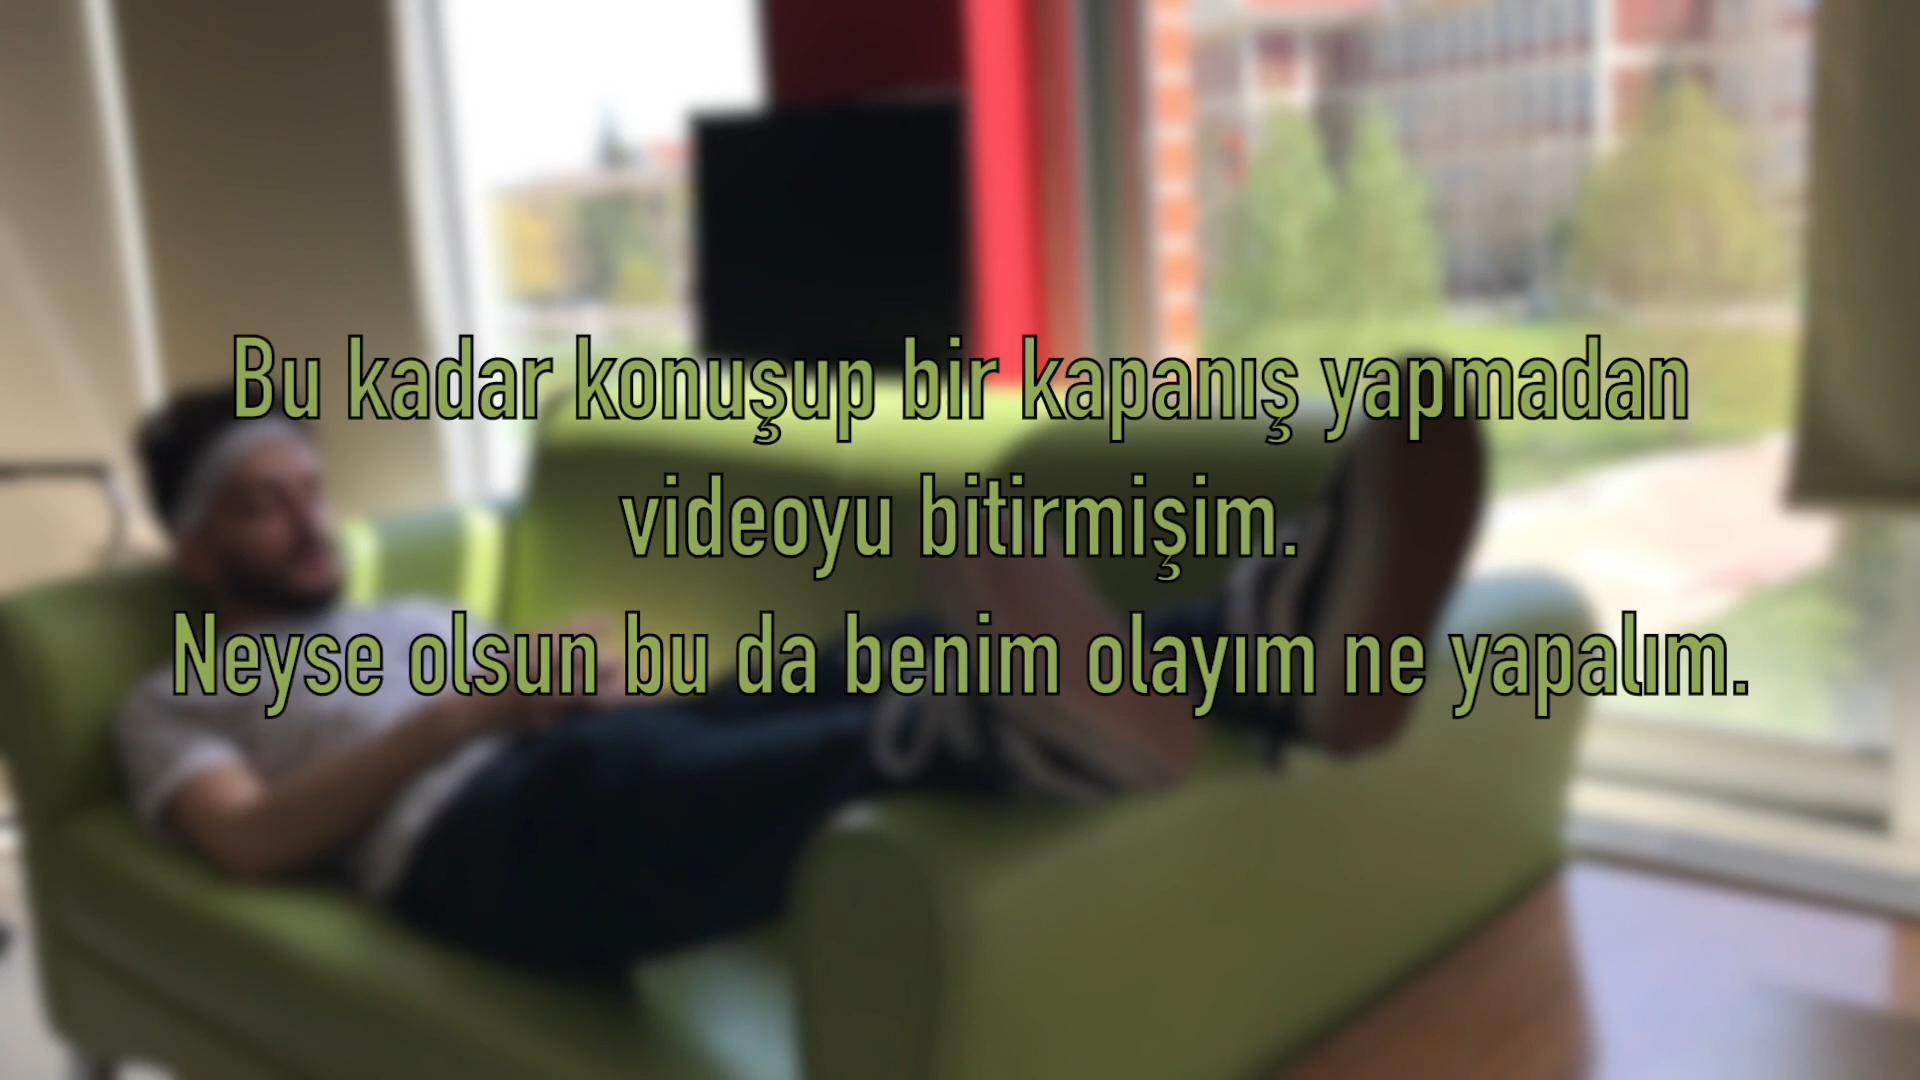 Bu kadar konuşup bir kapanış yapmadan
videoyu bitirmişim.
Neyse olsun bu da benim olayım ne yapalım.